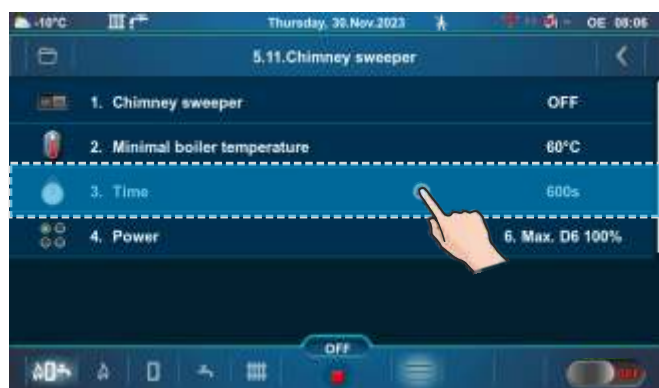 -10°C Thursday, 30.Nov.2023 OE 08:06
5.11.Chimney sweeper
1. Chimney sweeper OFF
2. Minimal boiler temperature 60°C
3. Time 600s
4. Power 6. Max. D6 100%
OFF
OFF